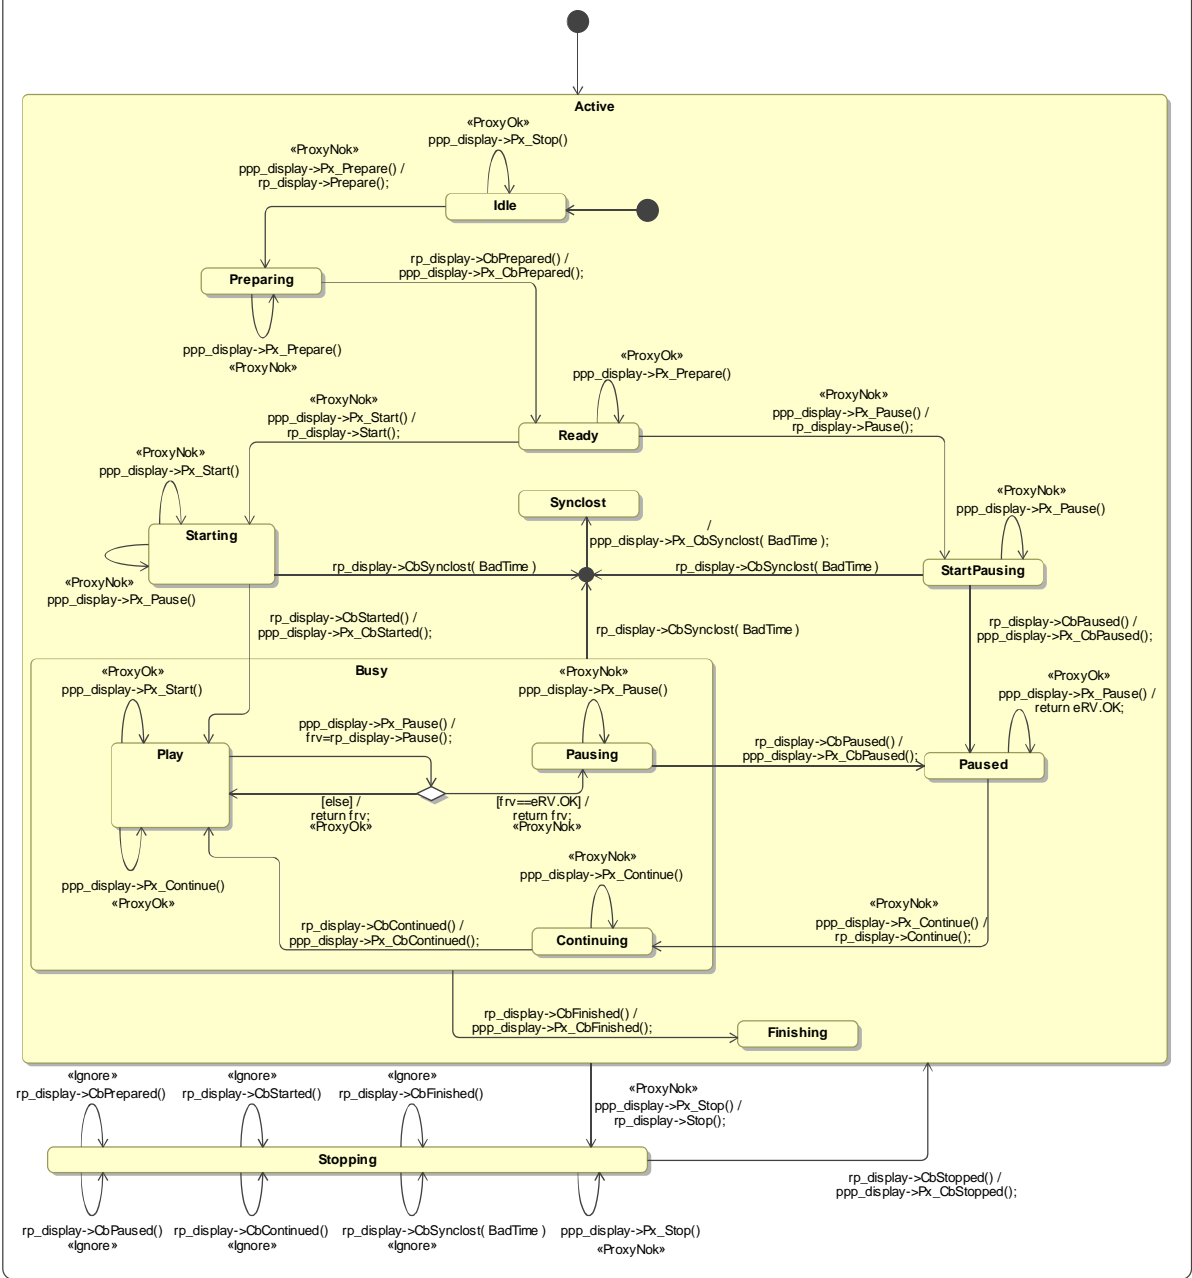 Active
«ProxyOk»
ppp_display->Px_Stop()
«ProxyNok»
ppp_display->Px_Prepare() /
rp_display->Prepare();
Idle
rp_display->CbPrepared() /
ppp_display->Px_CbPrepared();
Preparing
ppp_display->Px_Prepare()
«ProxyNok»
«ProxyOk»
ppp_display->Px_Prepare()
«ProxyNok»
ppp_display->Px_Start() /
rp_display->Start();
«ProxyNok»
ppp_display->Px_Pause() /
rp_display->Pause();
Ready
«ProxyNok»
ppp_display->Px_Start()
Synclost
«ProxyNok»
ppp_display->Px_Pause()
Starting
/
ppp_display->Px_CbSynclost( BadTime );
rp_display->CbSynclost( BadTime )
rp_display->CbSynclost( BadTime )
StartPausing
«ProxyNok»
ppp_display->Px_Pause()
rp_display->CbStarted() /
ppp_display->Px_CbStarted();
rp_display->CbSynclost( BadTime )
rp_display->CbPaused() /
ppp_display->Px_CbPaused();
Busy
«ProxyOk»
ppp_display->Px_Start()
«ProxyNok»
ppp_display->Px_Pause()
«ProxyOk»
ppp_display->Px_Pause() /
return eRV.OK;
ppp_display->Px_Pause() /
frv=rp_display->Pause();
Play
Pausing
rp_display->CbPaused() /
ppp_display->Px_CbPaused();
Paused
[else] /
return frv;
«ProxyOk»
[frv==eRV.OK] /
return frv;
«ProxyNok»
ppp_display->Px_Continue()
«ProxyOk»
«ProxyNok»
ppp_display->Px_Continue()
«ProxyNok»
ppp_display->Px_Continue() /
rp_display->Continue();
rp_display->CbContinued() /
ppp_display->Px_CbContinued();
Continuing
rp_display->CbFinished() /
ppp_display->Px_CbFinished();
Finishing
«Ignore»
rp_display->CbPrepared()
«Ignore»
rp_display->CbStarted()
«Ignore»
rp_display->CbFinished()
«ProxyNok»
ppp_display->Px_Stop() /
rp_display->Stop();
Stopping
rp_display->CbStopped() /
ppp_display->Px_CbStopped();
rp_display->CbPaused()
«Ignore»
rp_display->CbContinued()
«Ignore»
rp_display->CbSynclost( BadTime )
«Ignore»
ppp_display->Px_Stop()
«ProxyNok»